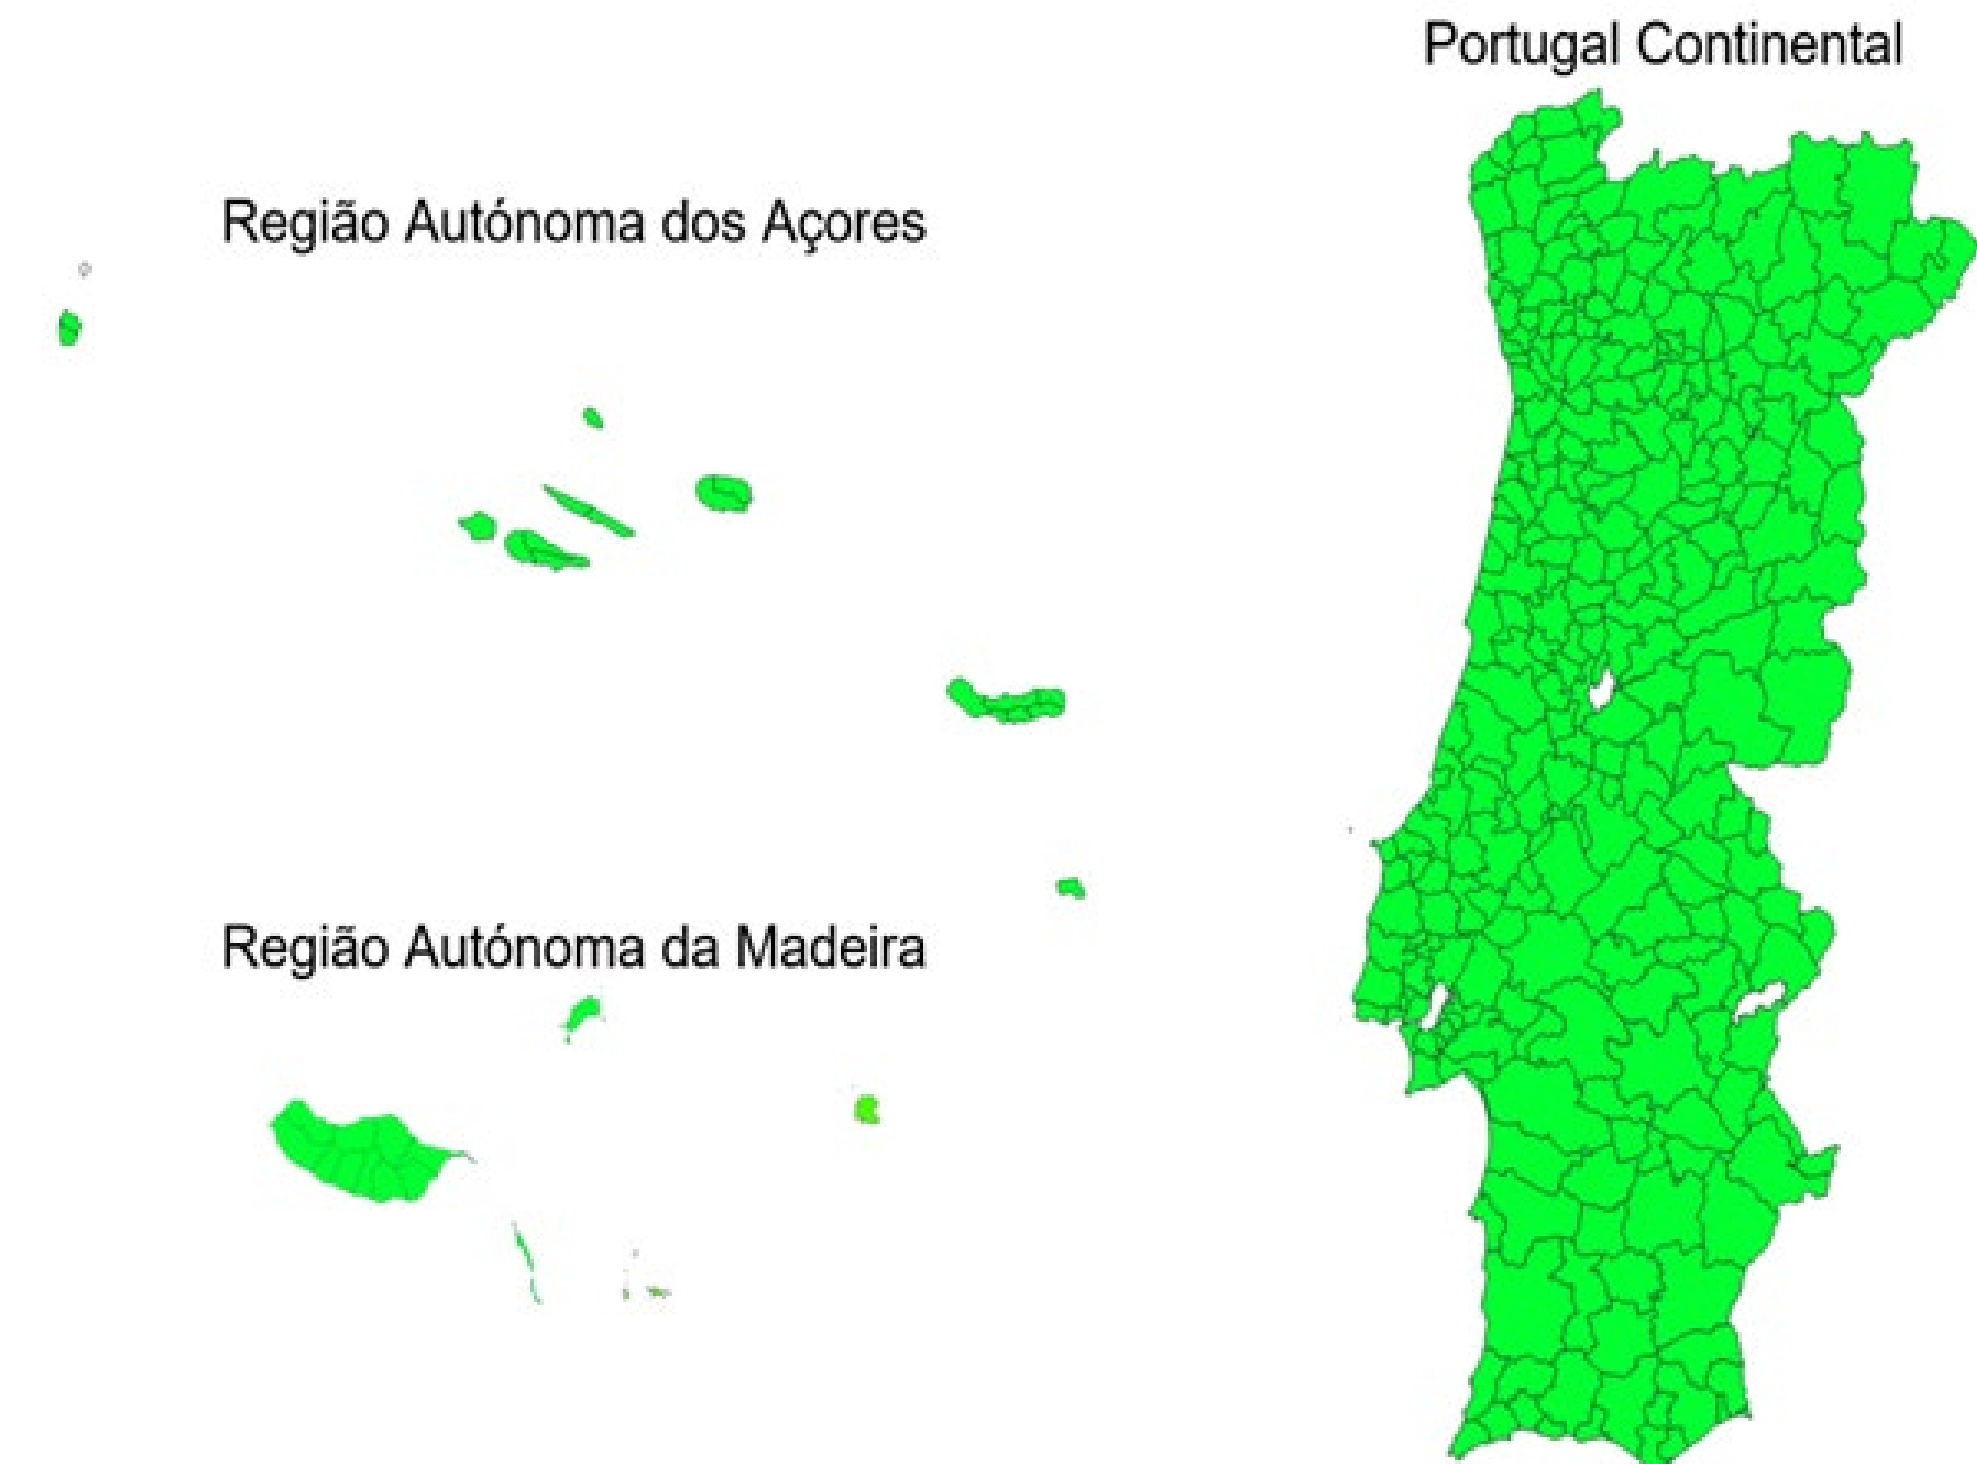 Portugal Continental
Região Autónoma dos Açores
Região Autónoma da Madeira